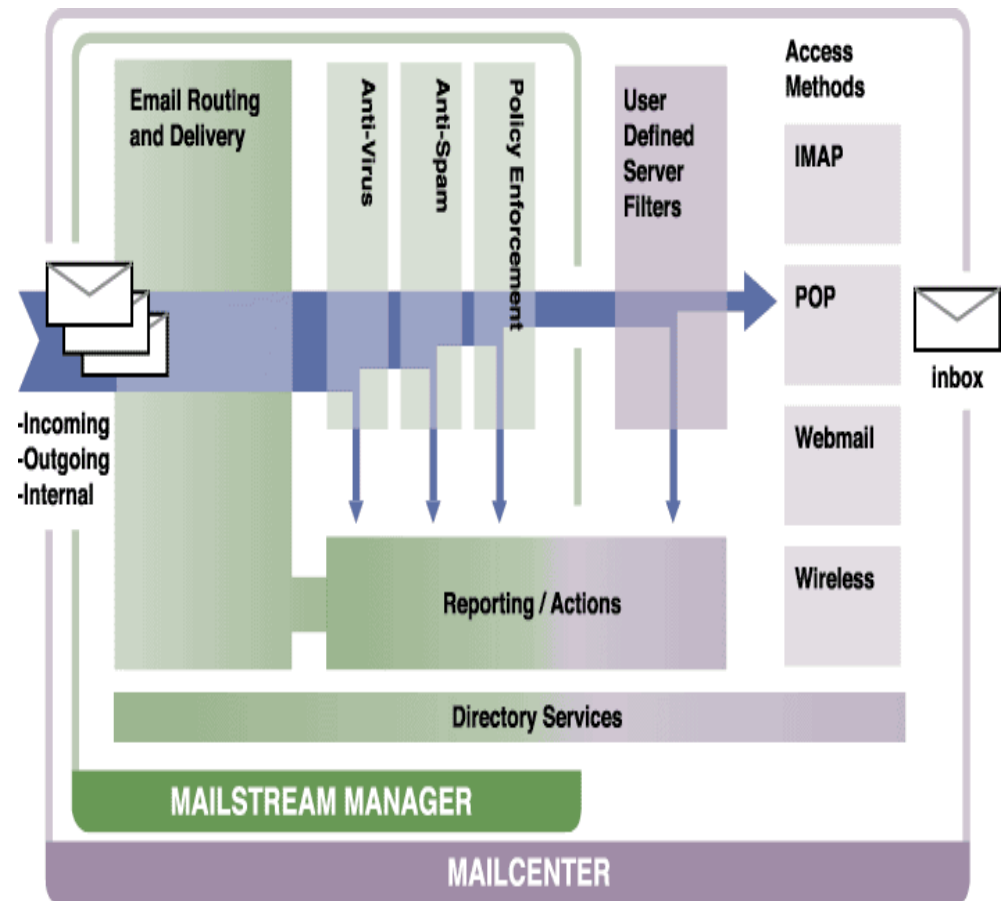 Email Routing
and Delivery
Anti-Virus
Anti-Spam
Policy Enforcement
User
Defined
Server
Filters
Access
Methods
IMAP
POP
Webmail
Wireless
inbox
-Incoming
-Outgoing
-Internal
Reporting / Actions
Directory Services
MAILSTREAM MANAGER
MAILCENTER